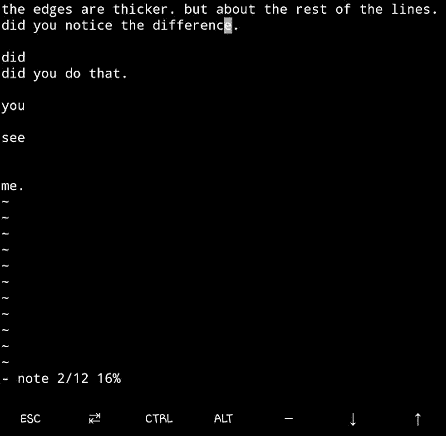 the edges are thicker. but about the rest of the lines.
did you notice the difference.
did
did you do that.
you
see
me.
~
~
~
~
~
~
~
~
~
~
~
- note 2/12 16%
ESC ⇄ CTRL ALT — ↓ ↑